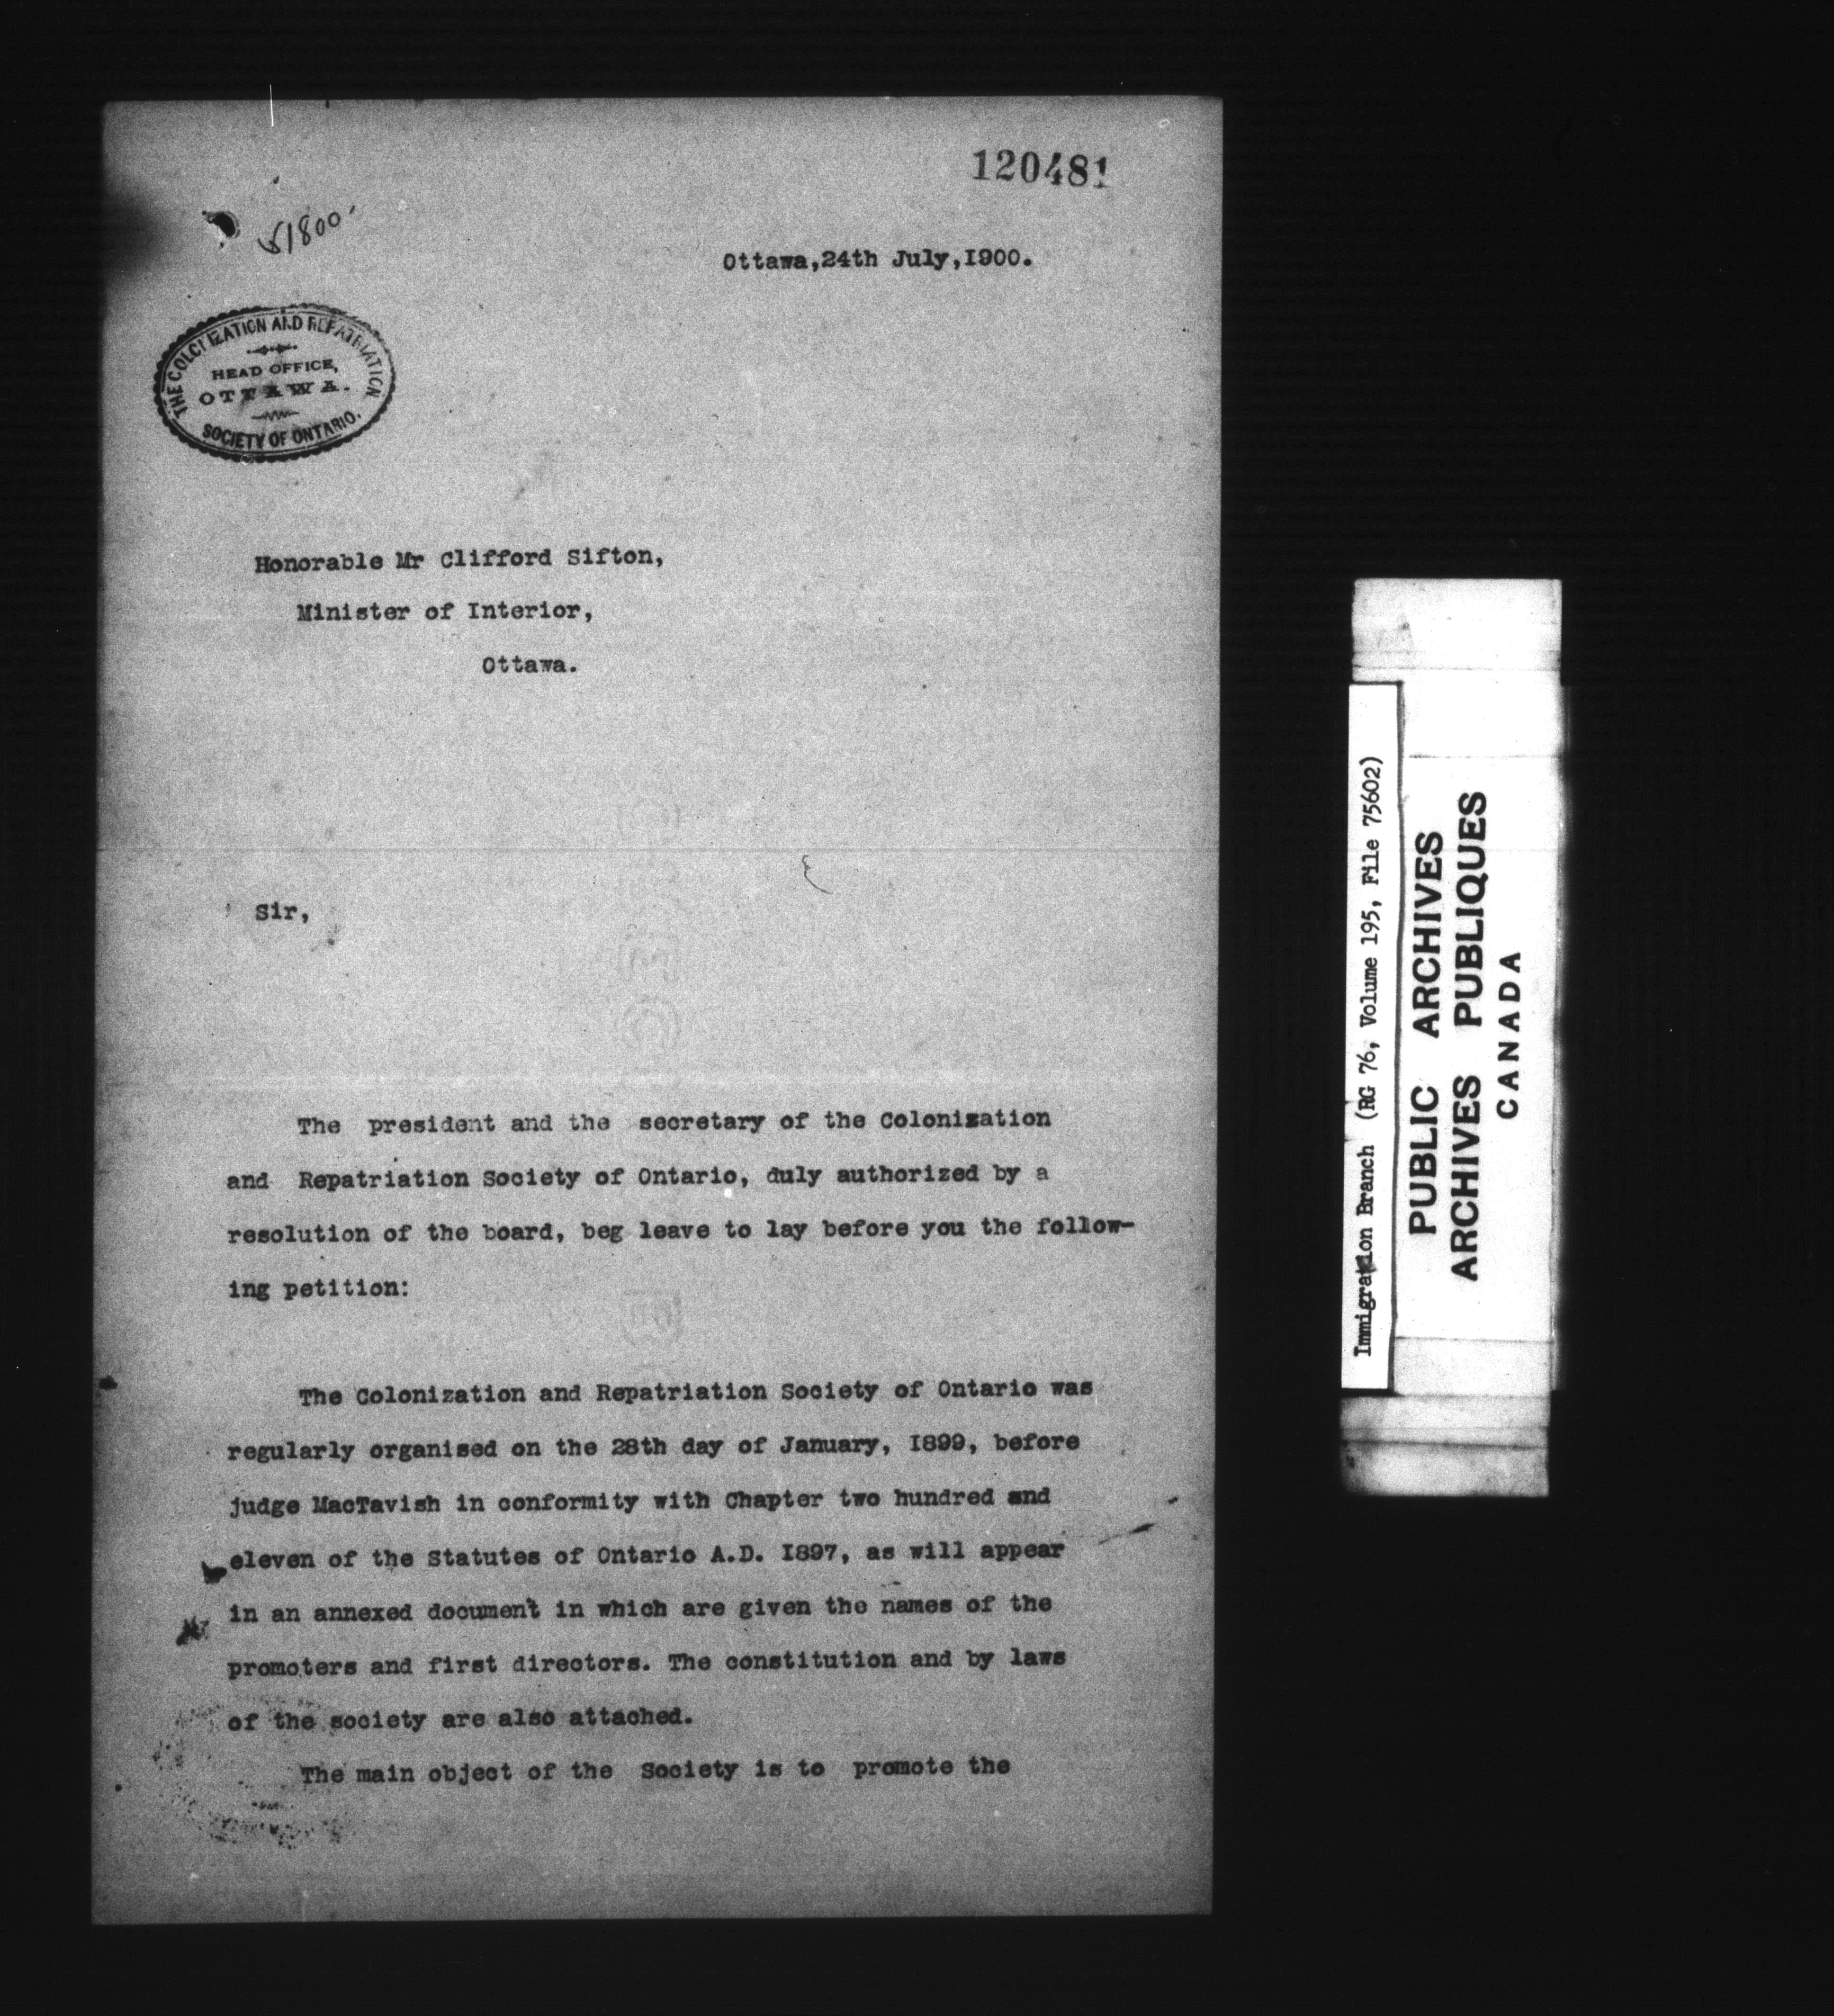 120481
Ottawa,24th July,1900.
THE COLONIZATION AND REPATRIATION
HEAD OFFICE,
OTTAWA.
SOCIETY OF ONTARIO.
Honorable Mr Clifford Sifton,
Minister of Interior,
Ottawa.
Sir,
The president and the secretary of the Colonization
and Repatriation Society of Ontario, duly authorized by a
resolution of the board, beg leave to lay before you the follow-
ing petition:
The Colonization and Repatriation Society of Ontario was
regularly organised on the 28th day of January, I899, before
judge MacTavish in conformity with Chapter two hundred and
eleven of the Statutes of Ontario A.D. I897, as will appear
in an annexed document in which are given the names of the
promoters and first directors. The constitution and by laws
of the society are also attached.
The main object of the Society is to promote the
Immigration Branch (RG 76, Volume 195, File 75602)
PUBLIC ARCHIVES
ARCHIVES PUBLIQUES
CANADA